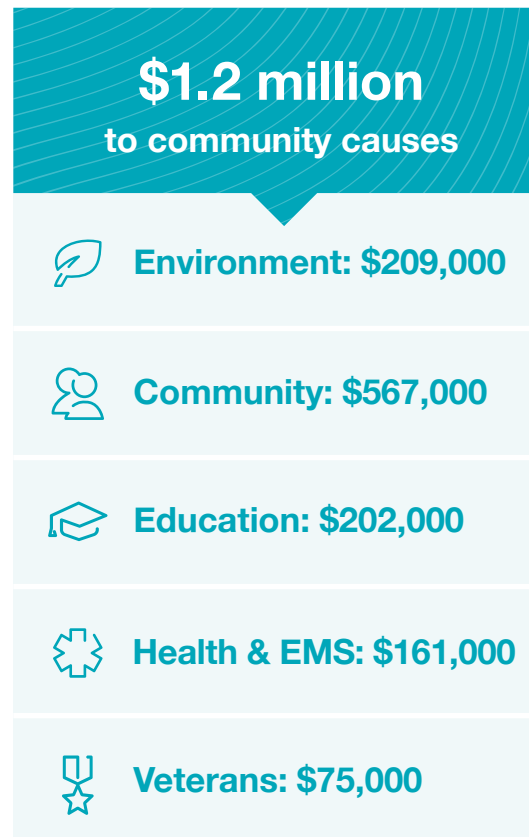 $1.2 million
to community causes
Environment: $209,000
Community: $567,000
Education: $202,000
Health & EMS: $161,000
Veterans: $75,000